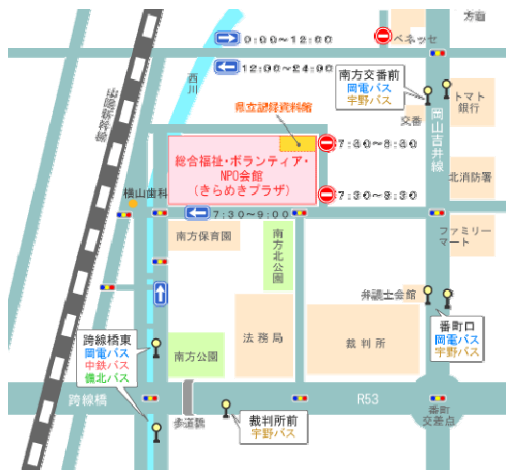 方面
0:00～12:00
ベネッセ
12:00～24:00
西川
南方交番前
岡電バス
宇野バス
トマト
銀行
県立記録資料館
交番
岡山吉井線
7:30～8:30
総合福祉・ボランティア・
NPO会館
（きらめきプラザ）
北消防署
横山歯科
7:30～9:30
7:30～9:00
南方保育園
南方北公園
ファミリー
マート
弁護士会館
跨線橋東
岡電バス
中鉄バス
備北バス
南方公園
法務局
裁判所
番町口
岡電バス
宇野バス
跨線橋
R53
歩道橋
裁判所前
宇野バス
番町
交差点